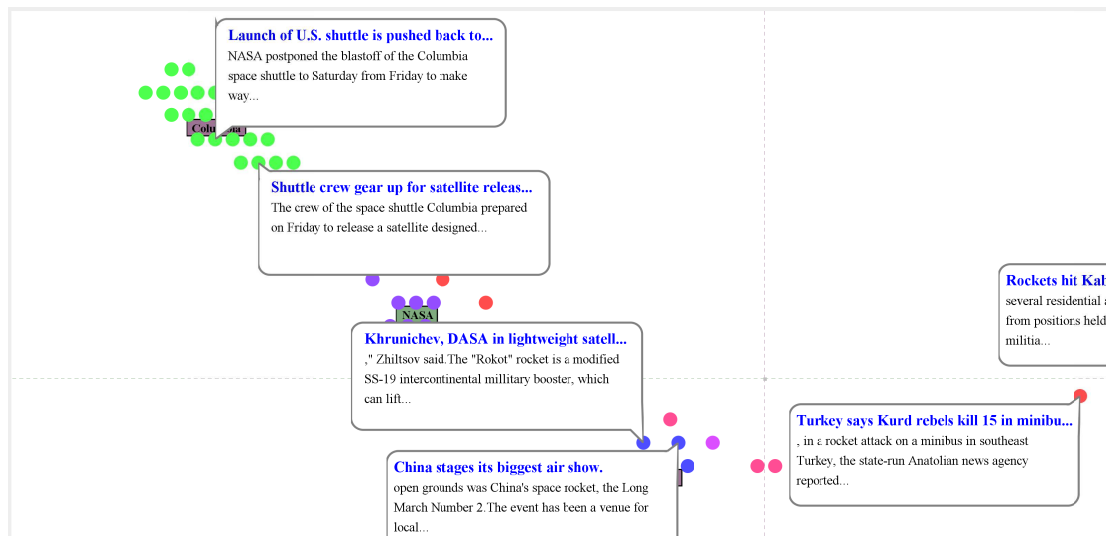 Launch of U.S. shuttle is pushed back to...
NASA postponed the blastoff of the Columbia
space shuttle to Saturday from Friday to make
way...
Shuttle crew gear up for satellite releas...
The crew of the space shuttle Columbia prepared
on Friday to release a satellite designed...
NASA
Rockets hit
several residential
from positions held
militia...
Khrunichev, DASA in lightweight satell...
," Zhiltsov said.The "Rokot" rocket is a modified
SS-19 intercontinental millitary booster, which
can lift...
Turkey says Kurd rebels kill 15 in minibu...
, in a rocket attack on a minibus in southeast
Turkey, the state-run Anatolian news agency
reported...
China stages its biggest air show.
open grounds was China's space rocket, the Long
March Number 2.The event has been a venue for
local...